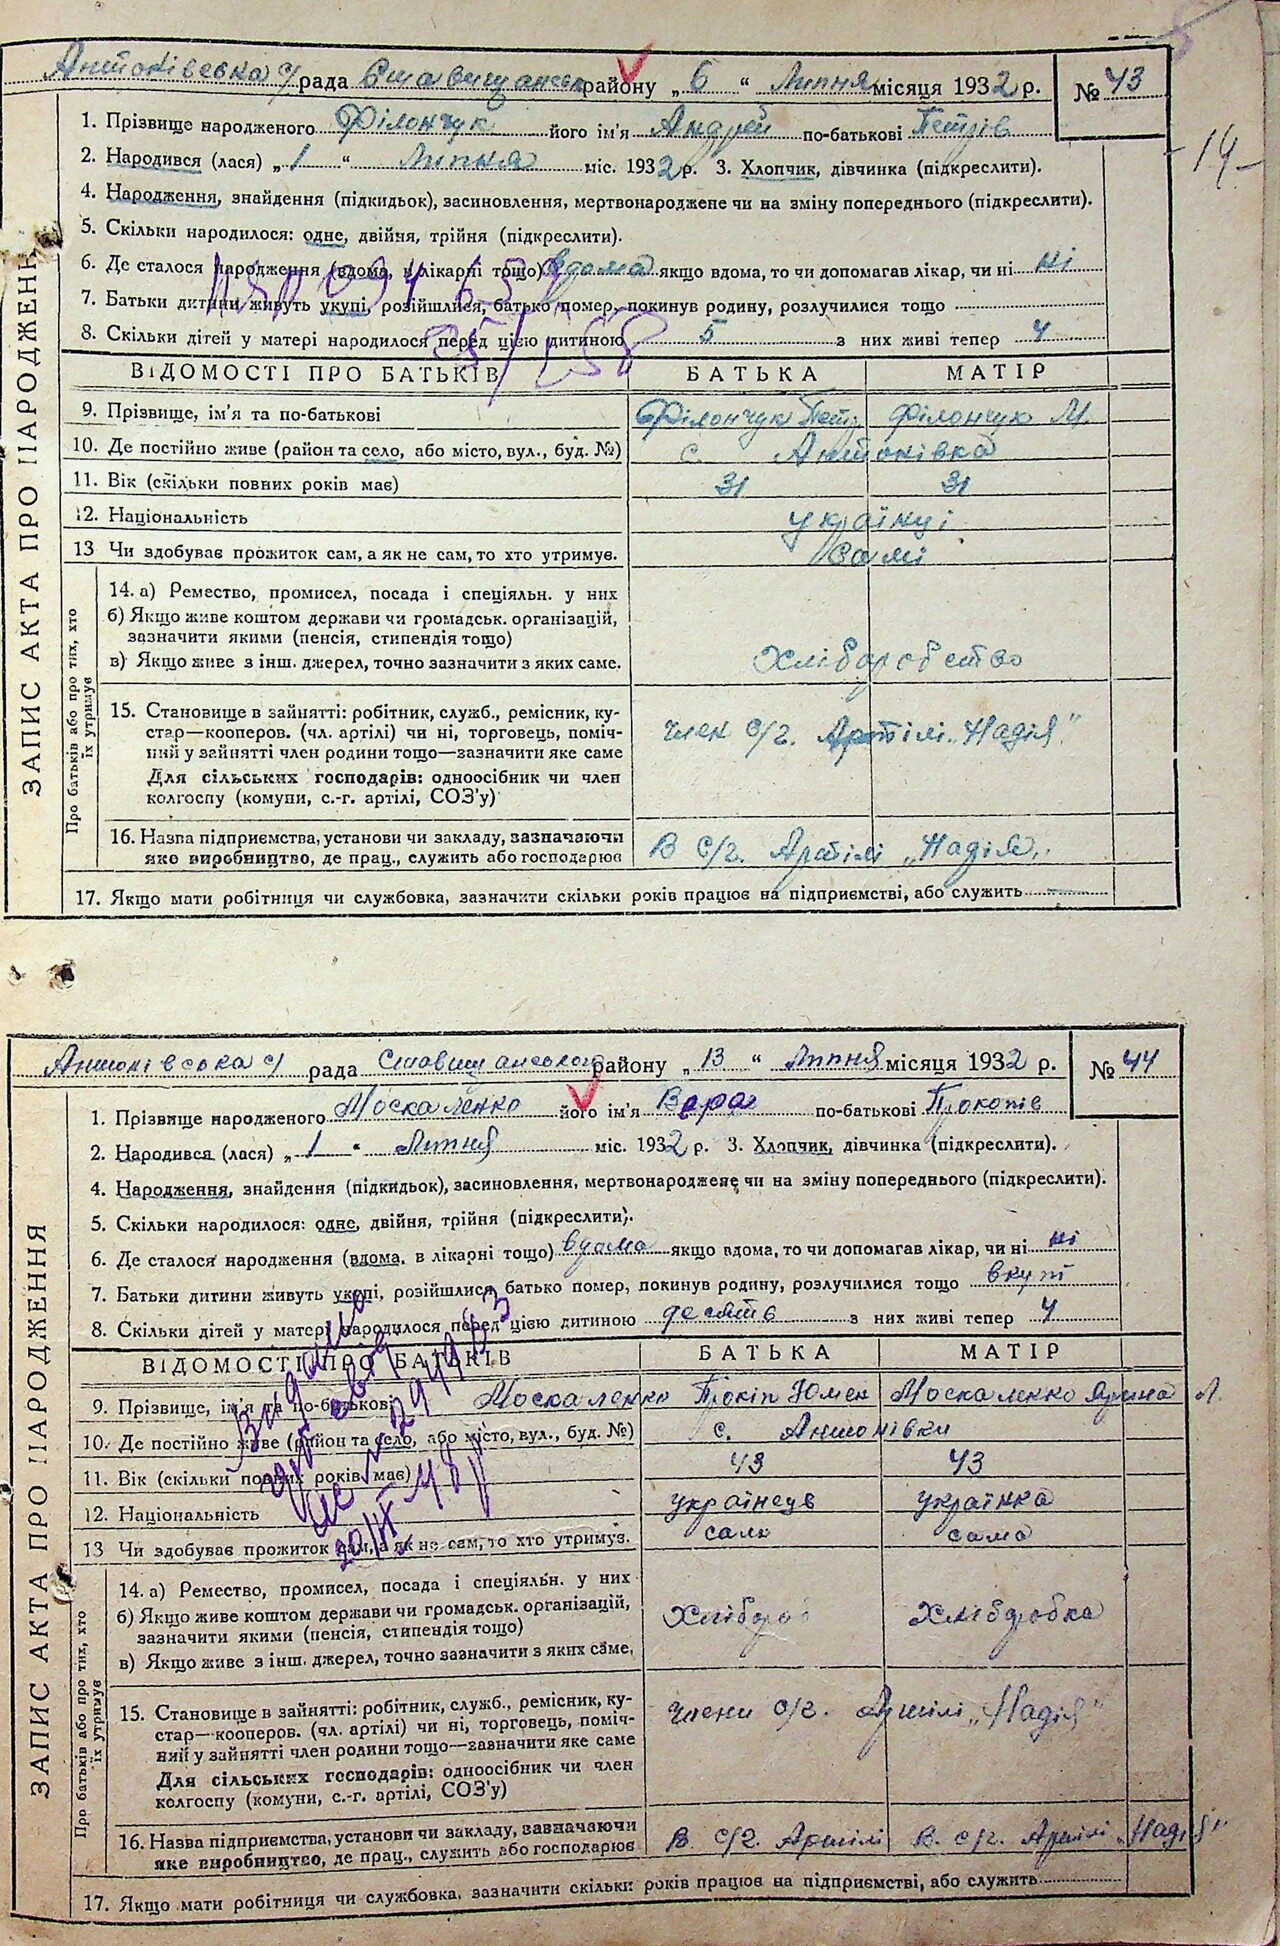 Антонівська с/рада Ставищанськ району „ 6 “ Липня місяця 1932 р. № 43
1. Прізвище народженого Філончук його ім'я Андрей по-батькові Петрів
2. Народився (лася) „ 1 “ Липня міс. 1932 р. 3. Хлопчик, дівчинка (підкреслити).
- 14 -
4. Народження, знайдення (підкидьок), засиновлення, мертвонароджене чи на зміну попереднього (підкреслити).
5. Скільки народилося: одне, двійня, трійня (підкреслити).
6. Де сталося народження (вдома, в лікарні тощо) вдома якщо вдома, то чи допомагав лікар, чи ні ні
7. Батьки дитини живуть укупі, розійшлися, батько помер, покинув родину, розлучилися тощо
8. Скільки дітей у матері народилося перед цією дитиною 5 з них живі тепер 4
ВІДОМОСТІ ПРО БАТЬКІВ БАТЬКА МАТІР
9. Прізвище, ім'я та по-батькові Філончук Петр Філончук М.
10. Де постійно живе (район та село, або місто, вул., буд. №) с. Антонівка
11. Вік (скільки повних років має) 31 31
12. Національність українці
13 Чи здобуває прожиток сам, а як не сам, то хто утримує. Самі
ЗАПИС АКТА ПРО НАРОДЖЕННЯ
Про батьків або про тих, хто їх утримує
14. а) Ремество, промисел, посада і спеціяльн. у них
б) Якщо живе коштом держави чи громадськ. організацій,
зазначити якими (пенсія, стипендія тощо)
в) Якщо живе з інш. джерел, точно зазначити з яких саме. Хліборобство
15. Становище в зайнятті: робітник, служб., ремісник, ку-
стар—кооперов. (чл. артілі) чи ні, торговець, поміч- член с/г. Артілі „Надія“
ний у зайнятті член родини тощо—зазначити яке саме
Для сільських господарів: одноосібник чи член
колгоспу (комуни, с.-г. артілі, СОЗ'у)
16. Назва підприємства, установи чи закладу, зазначаючи
яке виробництво, де прац., служить або господарює В с/г. Артілі „Надія„
17. Якщо мати робітниця чи службовка, зазначити скільки років працює на підприємстві, або служить —
Антонівська с/ рада Ставищанського району „ 13 “ Липня місяця 1932 р. № 44
1. Прізвище народженого Москаленко його ім'я Вера по-батькові Прокопів
2. Народився (лася) „ 1 “ Липня міс. 1932 р. 3. Хлопчик, дівчинка (підкреслити).
4. Народження, знайдення (підкидьок), засиновлення, мертвонароджене чи на зміну попереднього (підкреслити).
5. Скільки народилося: одне, двійня, трійня (підкреслити).
6. Де сталося народження (вдома, в лікарні тощо) вдома якщо вдома, то чи допомагав лікар, чи ні ні
7. Батьки дитини живуть укупі, розійшлися, батько помер, покинув родину, розлучилися тощо вкупі
8. Скільки дітей у матері народилося перед цією дитиною десять з них живі тепер 4
ВІДОМОСТІ ПРО БАТЬКІВ БАТЬКА МАТІР
9. Прізвище, ім'я та по-батькові Москаленко Прокіп Юмен Москаленко Ярина Л.
10. Де постійно живе (район та село, або місто, вул., буд. №) с. Антонівки
11. Вік (скільки повних років має) 43 43
12. Національність українець українка
13 Чи здобуває прожиток сам, а як не сам, то хто утримує. сам сама
ЗАПИС АКТА ПРО НАРОДЖЕННЯ
Про батьків або про тих, хто їх утримує
14. а) Ремество, промисел, посада і спеціяльн. у них
б) Якщо живе коштом держави чи громадськ. організацій, Хлібороб Хліборобка
зазначити якими (пенсія, стипендія тощо)
в) Якщо живе з інш. джерел, точно зазначити з яких саме.
15. Становище в зайнятті: робітник, служб., ремісник, ку- члени с/г. Артілі „Надія“
стар—кооперов. (чл. артілі) чи ні, торговець, поміч-
ний у зайнятті член родини тощо—зазначити яке саме
Для сільських господарів: одноосібник чи член
колгоспу (комуни, с.-г. артілі, СОЗ'у)
16. Назва підприємства, установи чи закладу, зазначаючи
яке виробництво, де прац., служить або господарює В. с/г. Артілі В. с/г. Артілі „Надія“
17. Якщо мати робітниця чи службовка, зазначити скільки років працює на підприємстві, або служить